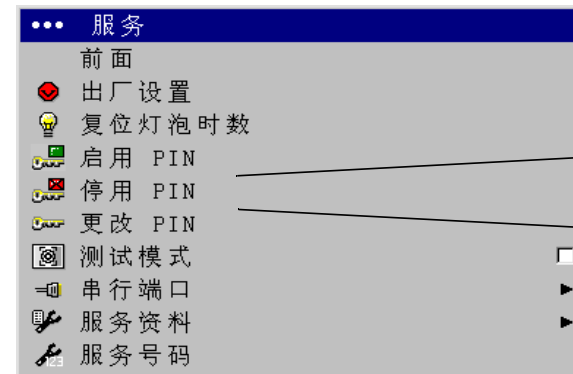 ••• 服务
前面
出厂设置
复位灯泡时数
启用 PIN
停用 PIN
更改 PIN
测试模式
串行端口
服务资料
服务号码